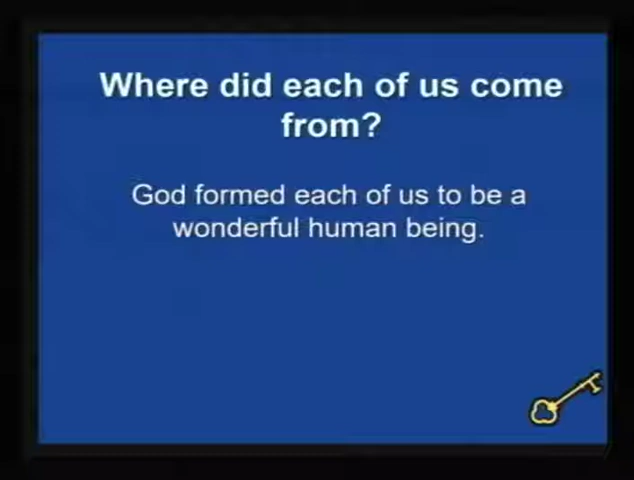 Where did each of us come
from?
God formed each of us to be a
wonderful human being.